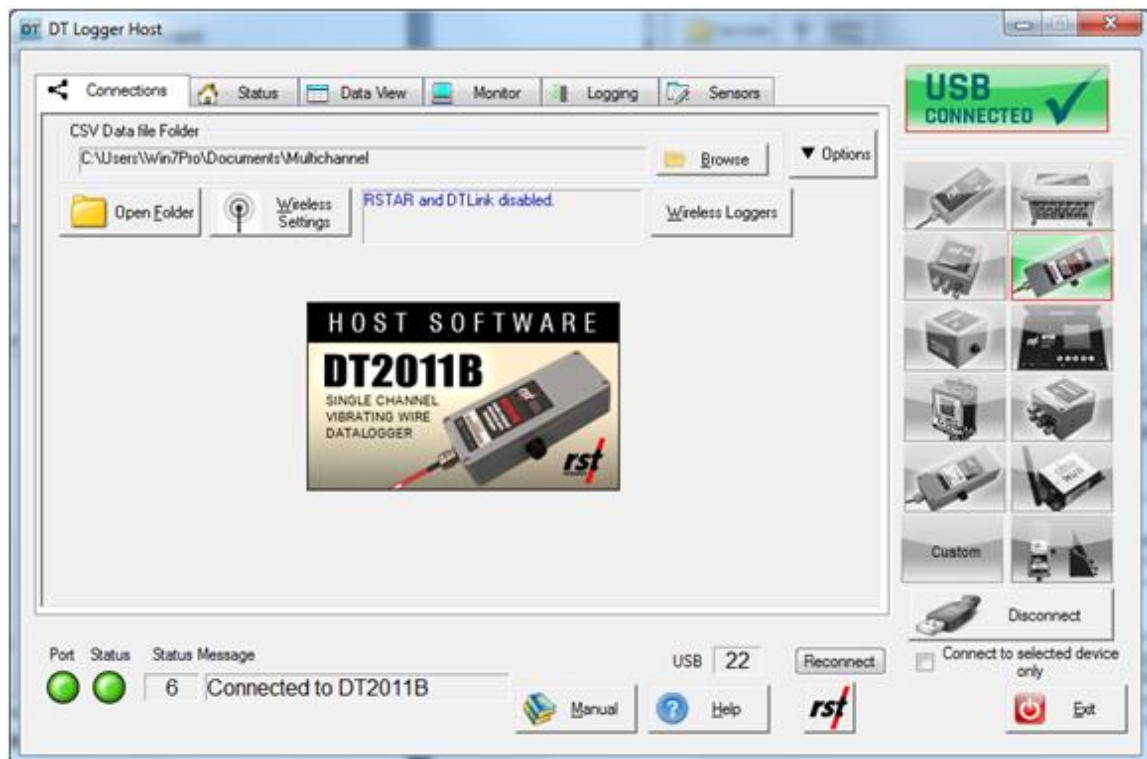 DT Logger Host
Connections
Status
Data View
Monitor
Logging
Sensors
USB
CONNECTED
CSV Data file Folder
C:\Users\Win7Pro\Documents\Multichannel
Browse
▼ Options
Open Folder
Wireless
Settings
RSTAR and DTLink disabled.
Wireless Loggers
HOST SOFTWARE
DT2011B
SINGLE CHANNEL
VIBRATING WIRE
DATALOGGER
rst
Custom
Disconnect
Connect to selected device
only
Port Status Status Message
USB 22
Reconnect
6 Connected to DT2011B
Manual
Help
rst
Exit